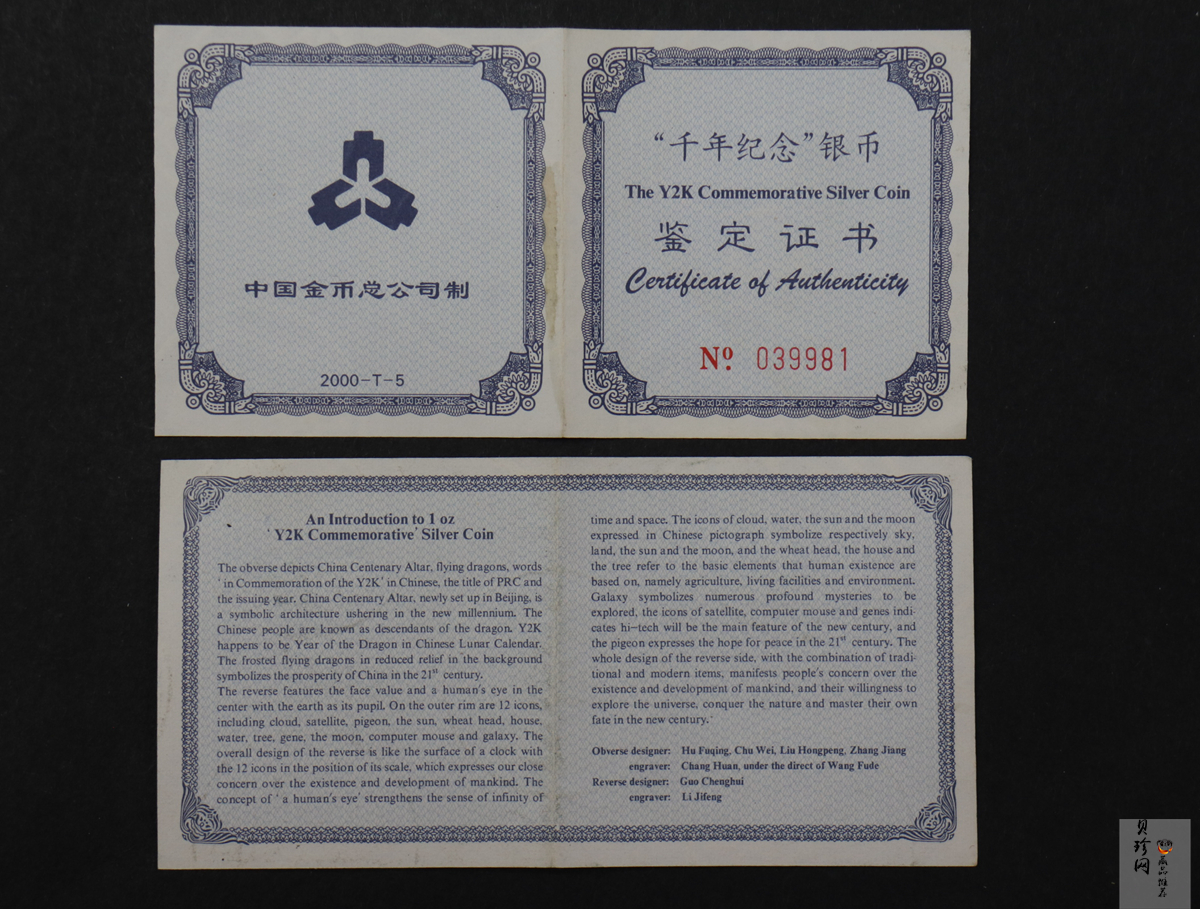 中国金币总公司制
2000-T-5
“千年纪念”银币
The Y2K Commemorative Silver Coin
鉴定证书
Certificate of Authenticity
Nº 039981
An Introduction to 1 oz
‘Y2K Commemorative’ Silver Coin
The obverse depicts China Centenary Altar, flying dragons, words
‘in Commemoration of the Y2K’ in Chinese, the title of PRC and
the issuing year. China Centenary Altar, newly set up in Beijing, is
a symbolic architecture ushering in the new millennium. The
Chinese people are known as descendants of the dragon. Y2K
happens to be Year of the Dragon in Chinese Lunar Calendar.
The frosted flying dragons in reduced relief in the background
symbolizes the prosperity of China in the 21st century.
The reverse features the face value and a human's eye in the
center with the earth as its pupil. On the outer rim are 12 icons,
including cloud, satellite, pigeon, the sun, wheat head, house,
water, tree, gene, the moon, computer mouse and galaxy. The
overall design of the reverse is like the surface of a clock with
the 12 icons in the position of its scale, which expresses our close
concern over the existence and development of mankind. The
concept of ‘a human's eye’ strengthens the sense of infinity of
time and space. The icons of cloud, water, the sun and the moon
expressed in Chinese pictograph symbolize respectively sky,
land, the sun and the moon, and the wheat head, the house and
the tree refer to the basic elements that human existence are
based on, namely agriculture, living facilities and environment.
Galaxy symbolizes numerous profound mysteries to be
explored, the icons of satellite, computer mouse and genes indi-
cates hi-tech will be the main feature of the new century, and
the pigeon expresses the hope for peace in the 21st century. The
whole design of the reverse side, with the combination of tradi-
tional and modern items, manifests people's concern over the
existence and development of mankind, and their willingness to
explore the universe, conquer the nature and master their own
fate in the new century.
Obverse designer: Hu Fuqing, Chu Wei, Liu Hongpeng, Zhang Jiang
engraver: Chang Huan, under the direct of Wang Fude
Reverse designer: Guo Chenghui
engraver: Li Jifeng
贝珍网
藏品推荐